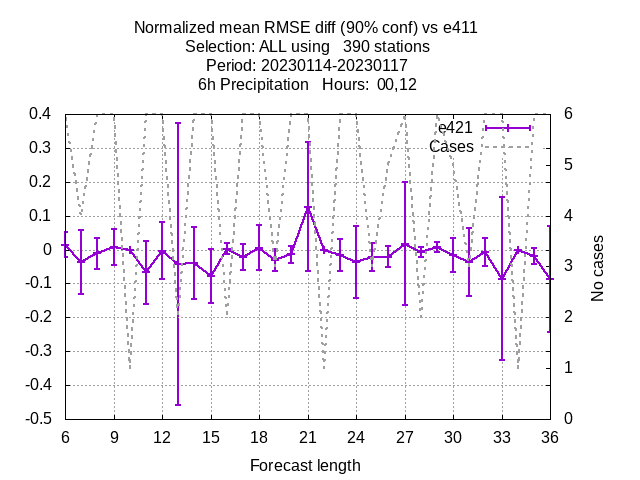 Normalized mean RMSE diff (90% conf) vs e411
Selection: ALL using   390 stations
Period: 20230114-20230117
6h Precipitation   Hours:  00,12
0.4
0.3
0.2
0.1
0
-0.1
-0.2
-0.3
-0.4
-0.5
e421
Cases
6
5
4
3
2
1
0
No cases
6 9 12 15 18 21 24 27 30 33 36
Forecast length